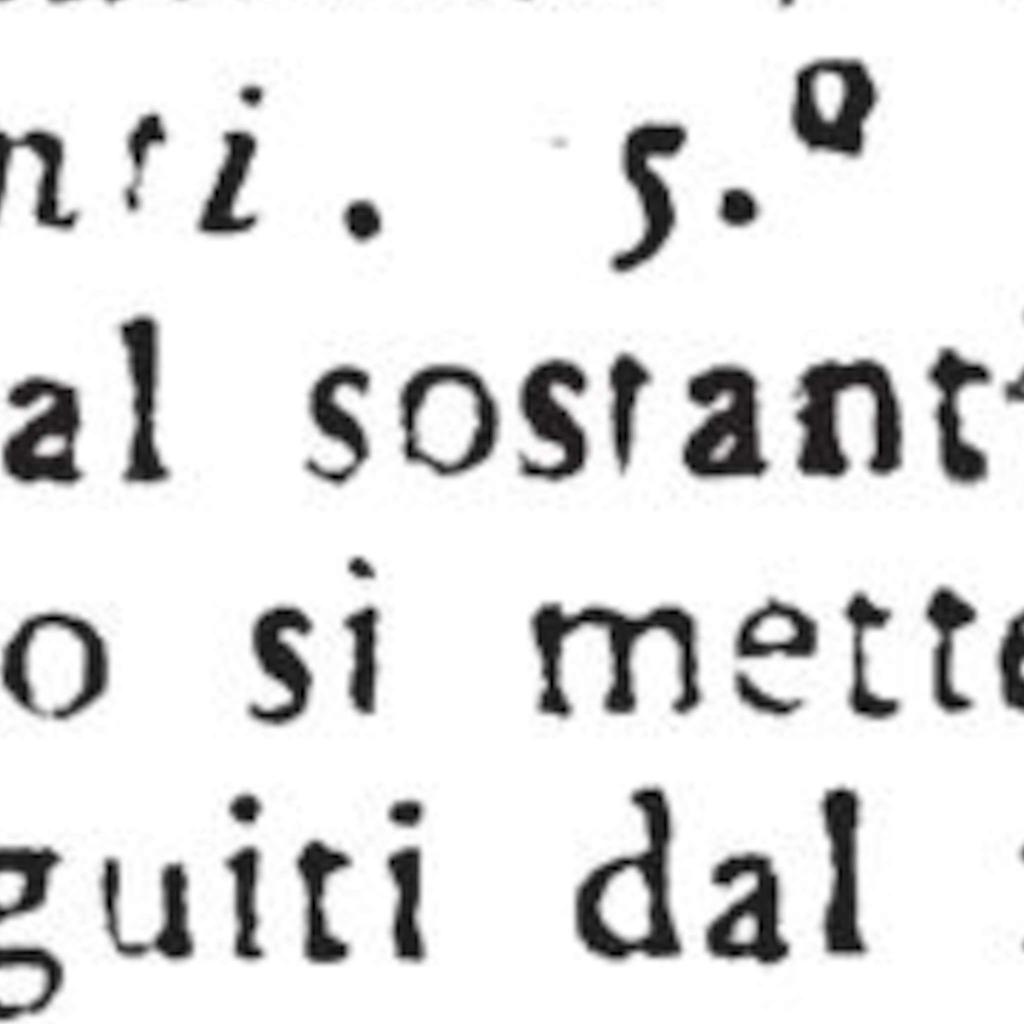 nti. 5.º
al sostant
o si mette
guiti dal